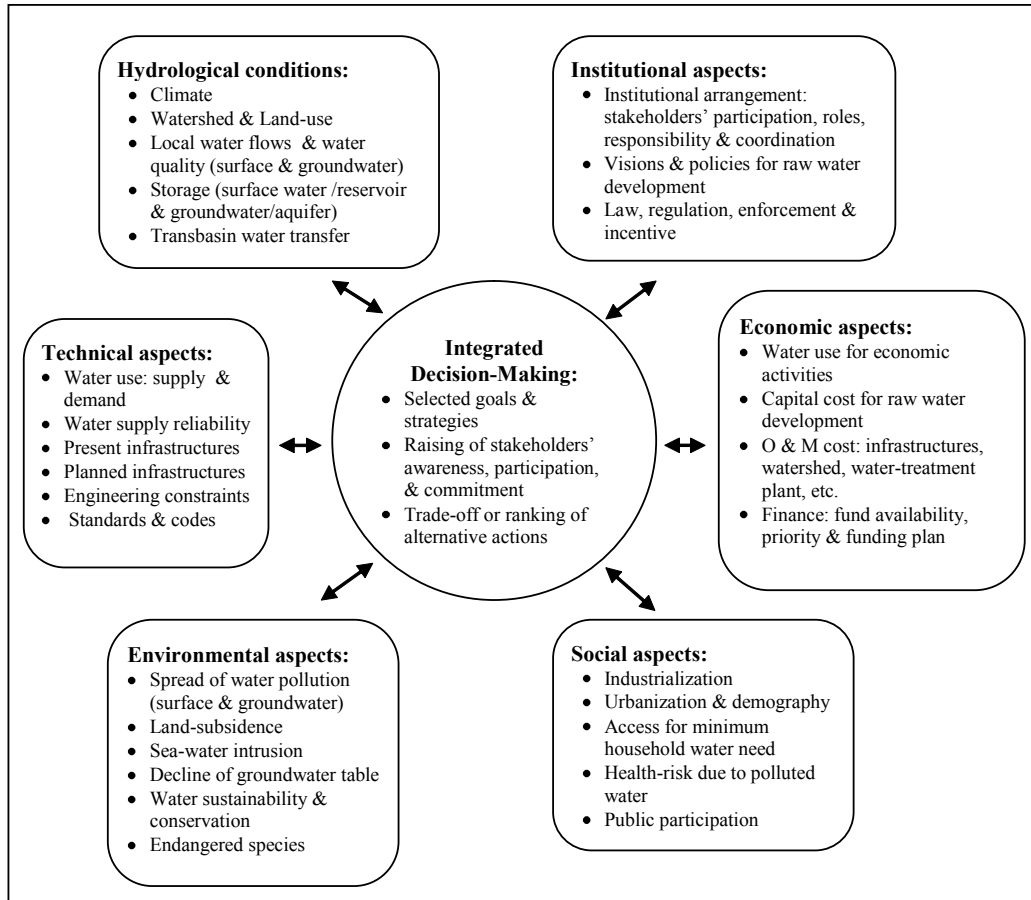 Hydrological conditions:
• Climate
• Watershed & Land-use
• Local water flows & water
quality (surface & groundwater)
• Storage (surface water /reservoir
& groundwater/aquifer)
• Transbasin water transfer
Institutional aspects:
• Institutional arrangement:
stakeholders’ participation, roles,
responsibility & coordination
• Visions & policies for raw water
development
• Law, regulation, enforcement &
incentive
Technical aspects:
• Water use: supply &
demand
• Water supply reliability
• Present infrastructures
• Planned infrastructures
• Engineering constraints
• Standards & codes
Integrated
Decision-Making:
• Selected goals &
strategies
• Raising of stakeholders’
awareness, participation,
& commitment
• Trade-off or ranking of
alternative actions
Economic aspects:
• Water use for economic
activities
• Capital cost for raw water
development
• O & M cost: infrastructures,
watershed, water-treatment
plant, etc.
• Finance: fund availability,
priority & funding plan
Environmental aspects:
• Spread of water pollution
(surface & groundwater)
• Land-subsidence
• Sea-water intrusion
• Decline of groundwater table
• Water sustainability &
conservation
• Endangered species
Social aspects:
• Industrialization
• Urbanization & demography
• Access for minimum
household water need
• Health-risk due to polluted
water
• Public participation